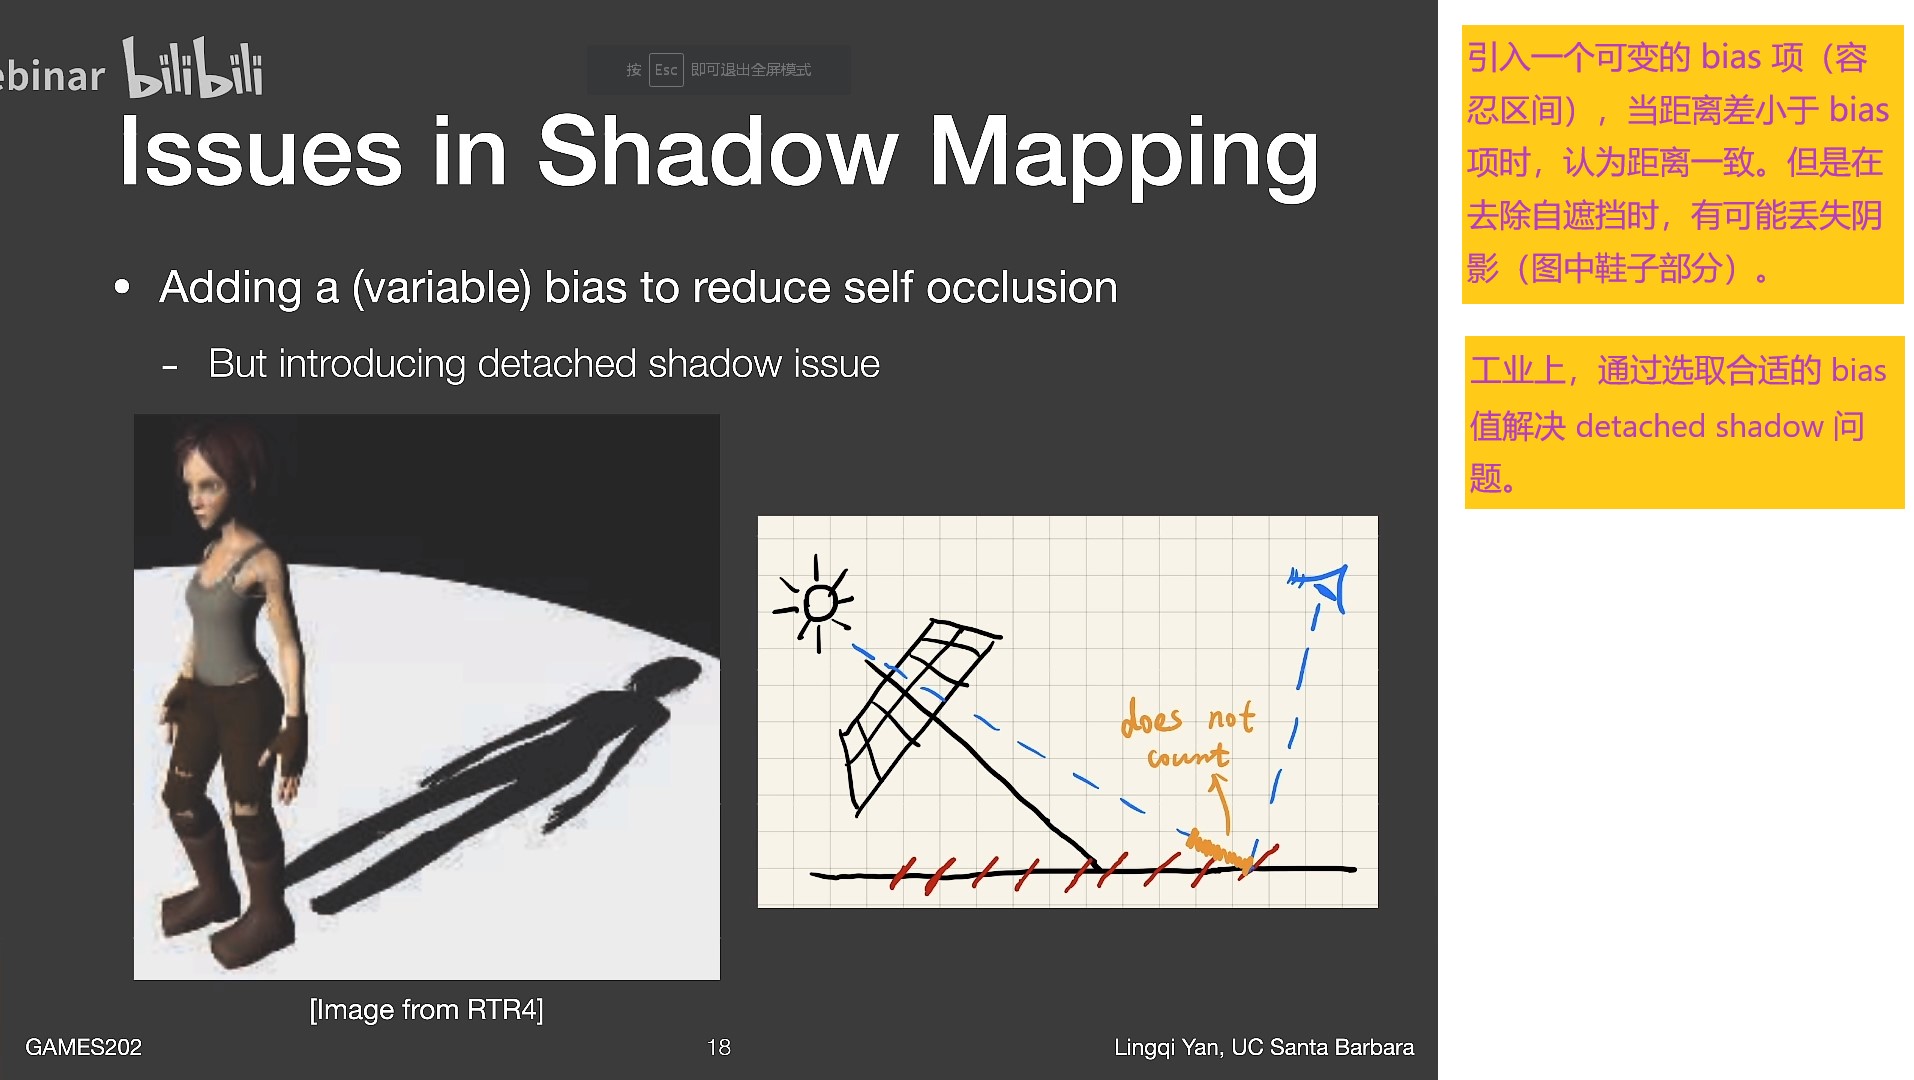 ebinar bilibili
按 Esc 即可退出全屏模式
Issues in Shadow Mapping
• Adding a (variable) bias to reduce self occlusion
– But introducing detached shadow issue
does not
count
[Image from RTR4]
GAMES202
18
Lingqi Yan, UC Santa Barbara
引入一个可变的 bias 项（容
忍区间），当距离差小于 bias
项时，认为距离一致。但是在
去除自遮挡时，有可能丢失阴
影（图中鞋子部分）。
工业上，通过选取合适的 bias
值解决 detached shadow 问
题。